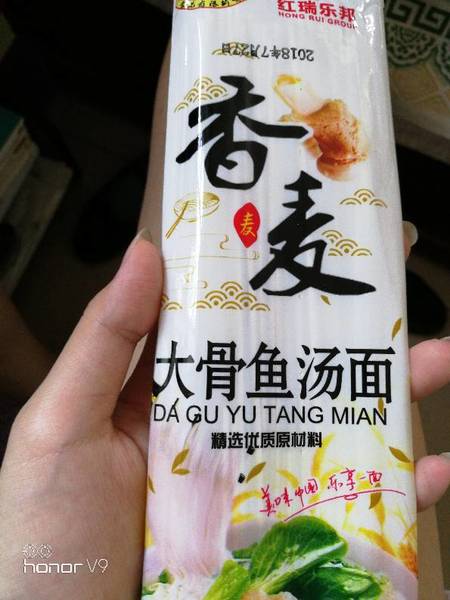 红瑞乐邦
HONG RUI GROUP
2018年7月27日
香
麦
麦
大骨鱼汤面
DA GU YU TANG MIAN
精选优质原材料
美味中国 乐享一面
honor V9